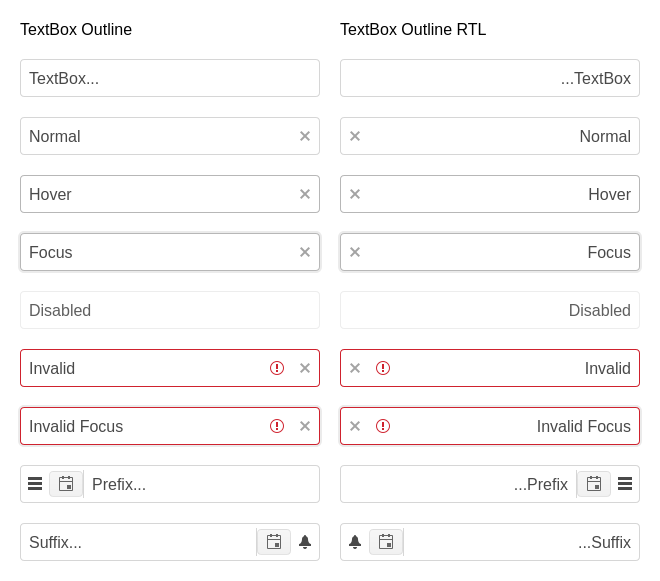 TextBox Outline
TextBox...
Normal
Hover
Focus
Disabled
Invalid
Invalid Focus
Prefix...
Suffix...
TextBox Outline RTL
...TextBox
Normal
Hover
Focus
Disabled
Invalid
Invalid Focus
...Prefix
...Suffix